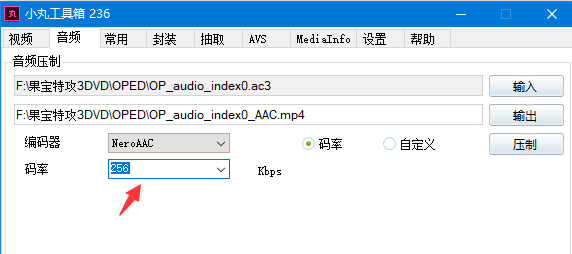 丸 小丸工具箱 236
视频 音频 常用 封装 抽取 AVS MediaInfo 设置 帮助
音频压制
F:\果宝特攻3DVD\OPED\OP_audio_index0.ac3 输入
F:\果宝特攻3DVD\OPED\OP_audio_index0_AAC.mp4 输出
编码器 NeroAAC 码率 自定义 压制
码率 256 Kbps